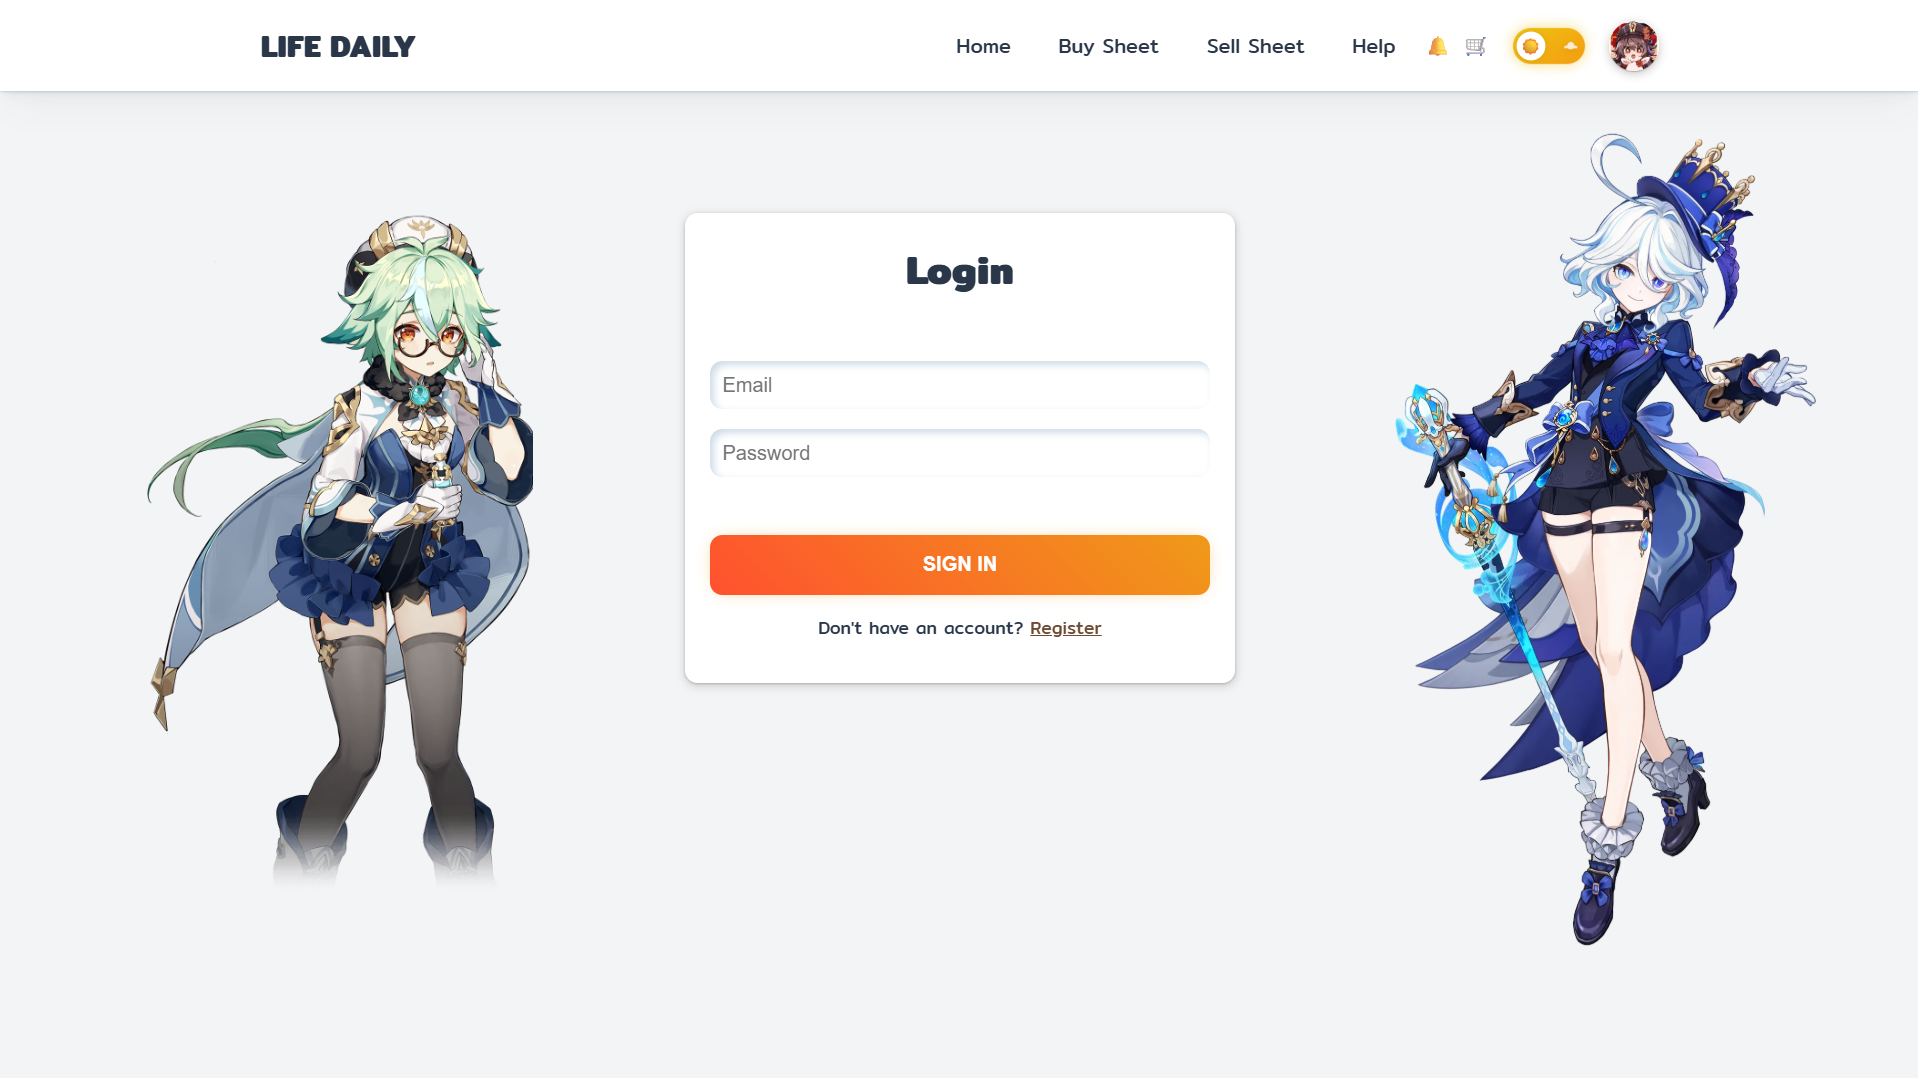 LIFE DAILY
Home
Buy Sheet
Sell Sheet
Help
Login
Email
Password
SIGN IN
Don't have an account? Register